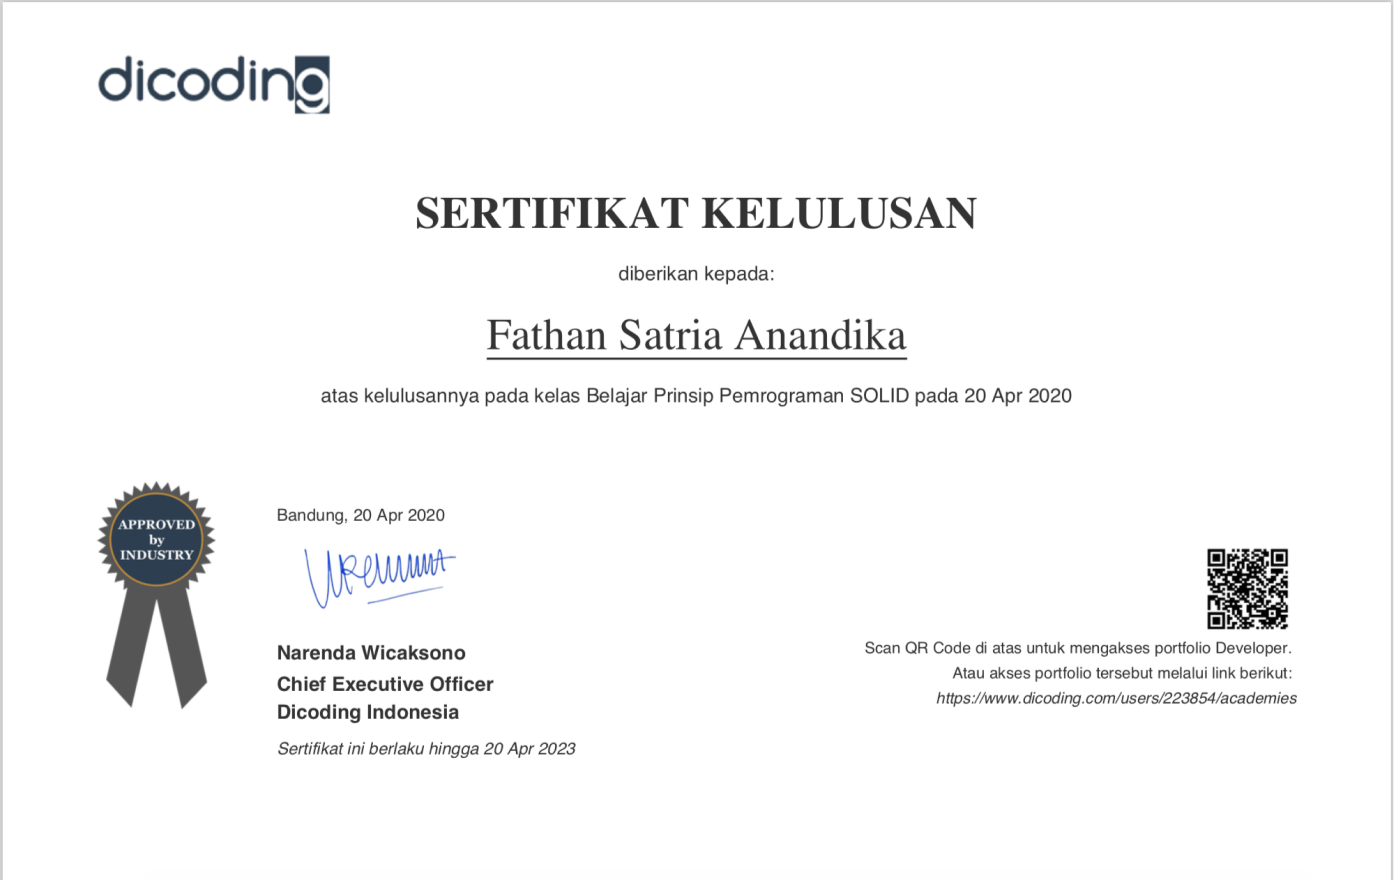 dicoding
SERTIFIKAT KELULUSAN
diberikan kepada:
Fathan Satria Anandika
atas kelulusannya pada kelas Belajar Prinsip Pemrograman SOLID pada 20 Apr 2020
APPROVED
by
INDUSTRY
Bandung, 20 Apr 2020
Narenda Wicaksono
Chief Executive Officer
Dicoding Indonesia
Sertifikat ini berlaku hingga 20 Apr 2023
Scan QR Code di atas untuk mengakses portfolio Developer.
Atau akses portfolio tersebut melalui link berikut:
https://www.dicoding.com/users/223854/academies